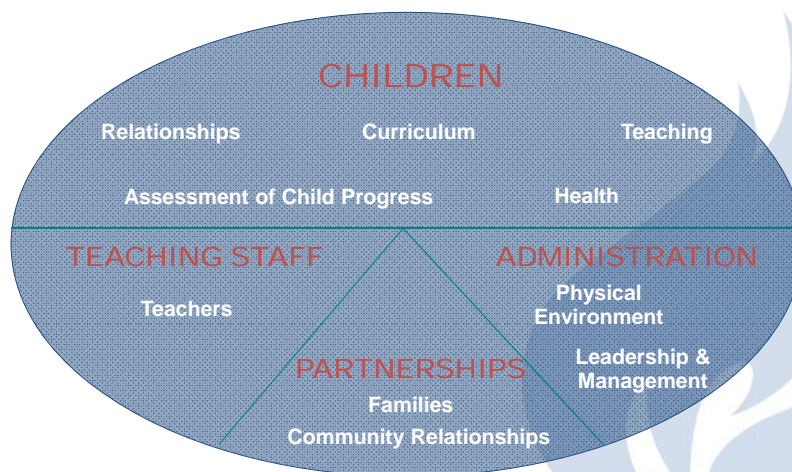 CHILDREN
Relationships Curriculum Teaching
Assessment of Child Progress Health
TEACHING STAFF
Teachers
ADMINISTRATION
Physical
Environment
Leadership &
Management
PARTNERSHIPS
Families
Community Relationships